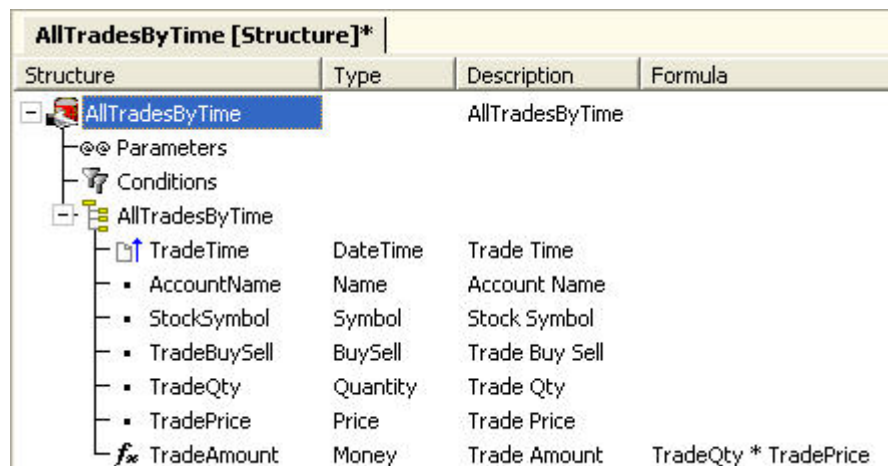 AllTradesByTime [Structure]*
Structure Type Description Formula
AllTradesByTime AllTradesByTime
@@ Parameters
Conditions
AllTradesByTime
TradeTime DateTime Trade Time
AccountName Name Account Name
StockSymbol Symbol Stock Symbol
TradeBuySell BuySell Trade Buy Sell
TradeQty Quantity Trade Qty
TradePrice Price Trade Price
fx TradeAmount Money Trade Amount TradeQty * TradePrice